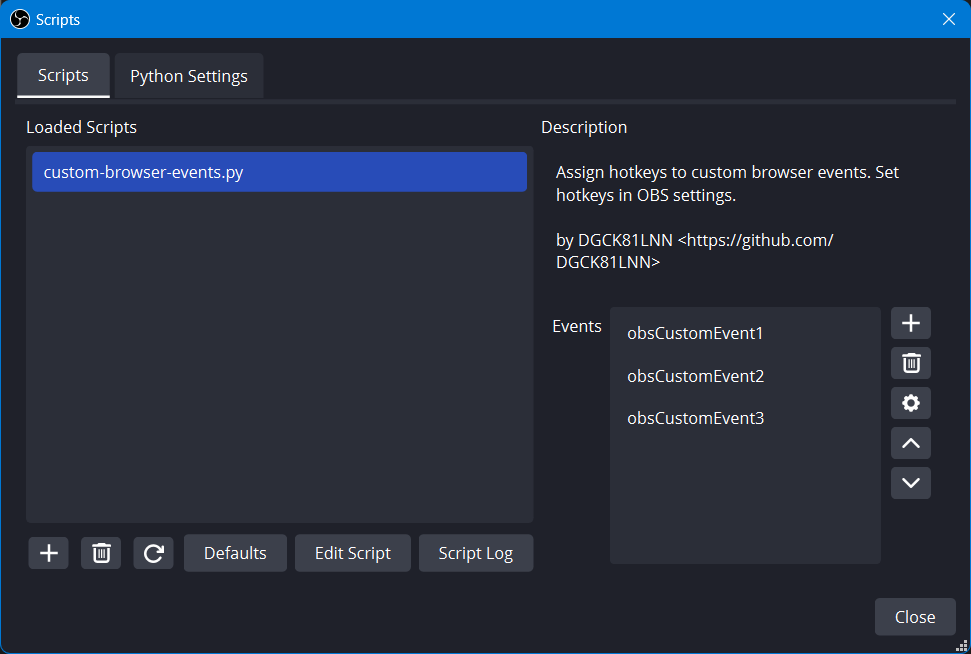 Scripts
Scripts
Python Settings
Loaded Scripts
custom-browser-events.py
Defaults
Edit Script
Script Log
Description
Assign hotkeys to custom browser events. Set
hotkeys in OBS settings.
by DGCK81LNN <https://github.com/
DGCK81LNN>
Events
obsCustomEvent1
obsCustomEvent2
obsCustomEvent3
Close